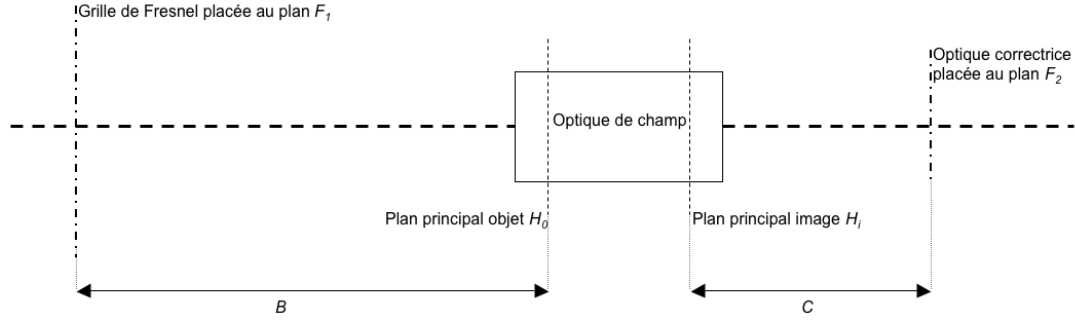 Grille de Fresnel placée au plan F1
Optique correctrice
placée au plan F2
Optique de champ
Plan principal objet H0
Plan principal image Hi
B
C